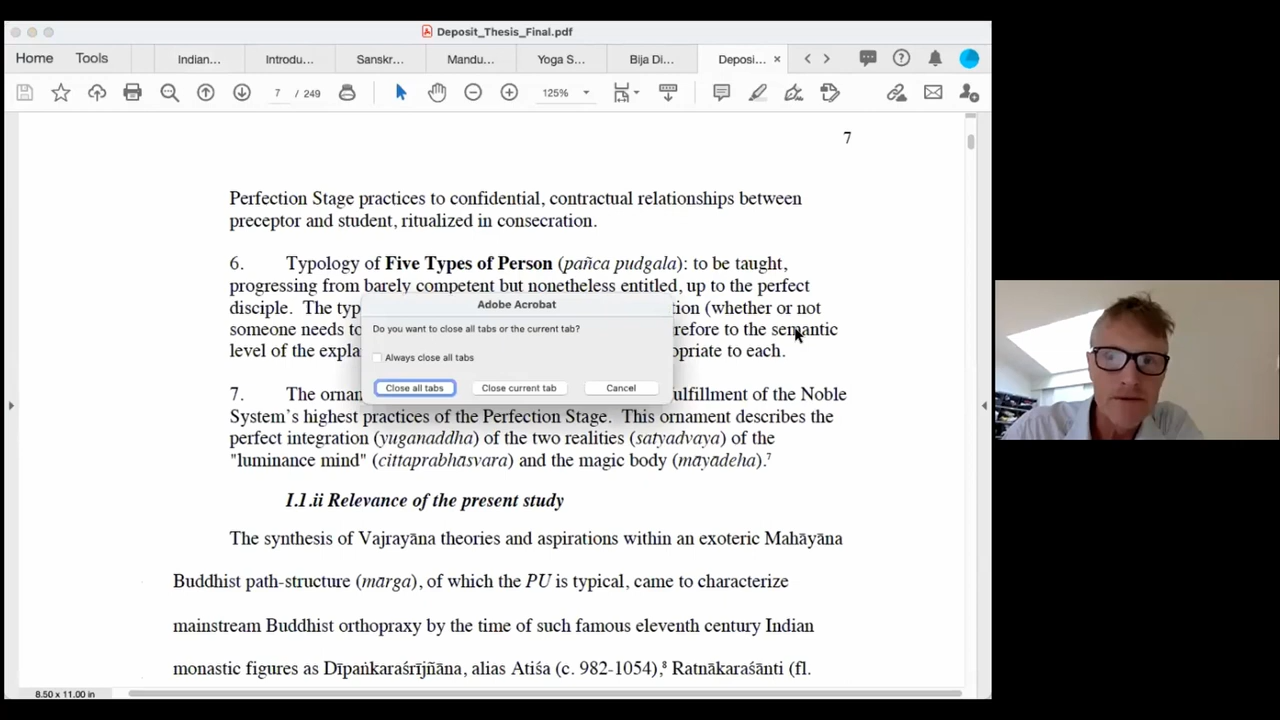 Deposit_Thesis_Final.pdf
Home Tools Indian... Introdu... Sanskr... Mandu... Yoga S... Bija Di... Deposi... ×
7 / 249 125%
7
Perfection Stage practices to confidential, contractual relationships between
preceptor and student, ritualized in consecration.
6. Typology of Five Types of Person (pañca pudgala): to be taught,
progressing from barely competent but nonetheless entitled, up to the perfect
disciple. The typ
tion (whether or not
someone needs to
refore to the semantic
level of the expla
opriate to each.
Adobe Acrobat
Do you want to close all tabs or the current tab?
Always close all tabs
Close all tabs Close current tab Cancel
7. The ornam
ulfillment of the Noble
System's highest practices of the Perfection Stage. This ornament describes the
perfect integration (yuganaddha) of the two realities (satyadvaya) of the
"luminance mind" (cittaprabhāsvara) and the magic body (māyādeha).⁷
I.1.ii Relevance of the present study
The synthesis of Vajrayāna theories and aspirations within an exoteric Mahāyāna
Buddhist path-structure (mārga), of which the PU is typical, came to characterize
mainstream Buddhist orthopraxy by the time of such famous eleventh century Indian
monastic figures as Dīpaṅkaraśrījñāna, alias Atiśa (c. 982-1054),⁸ Ratnākaraśānti (fl.
8.50 x 11.00 in